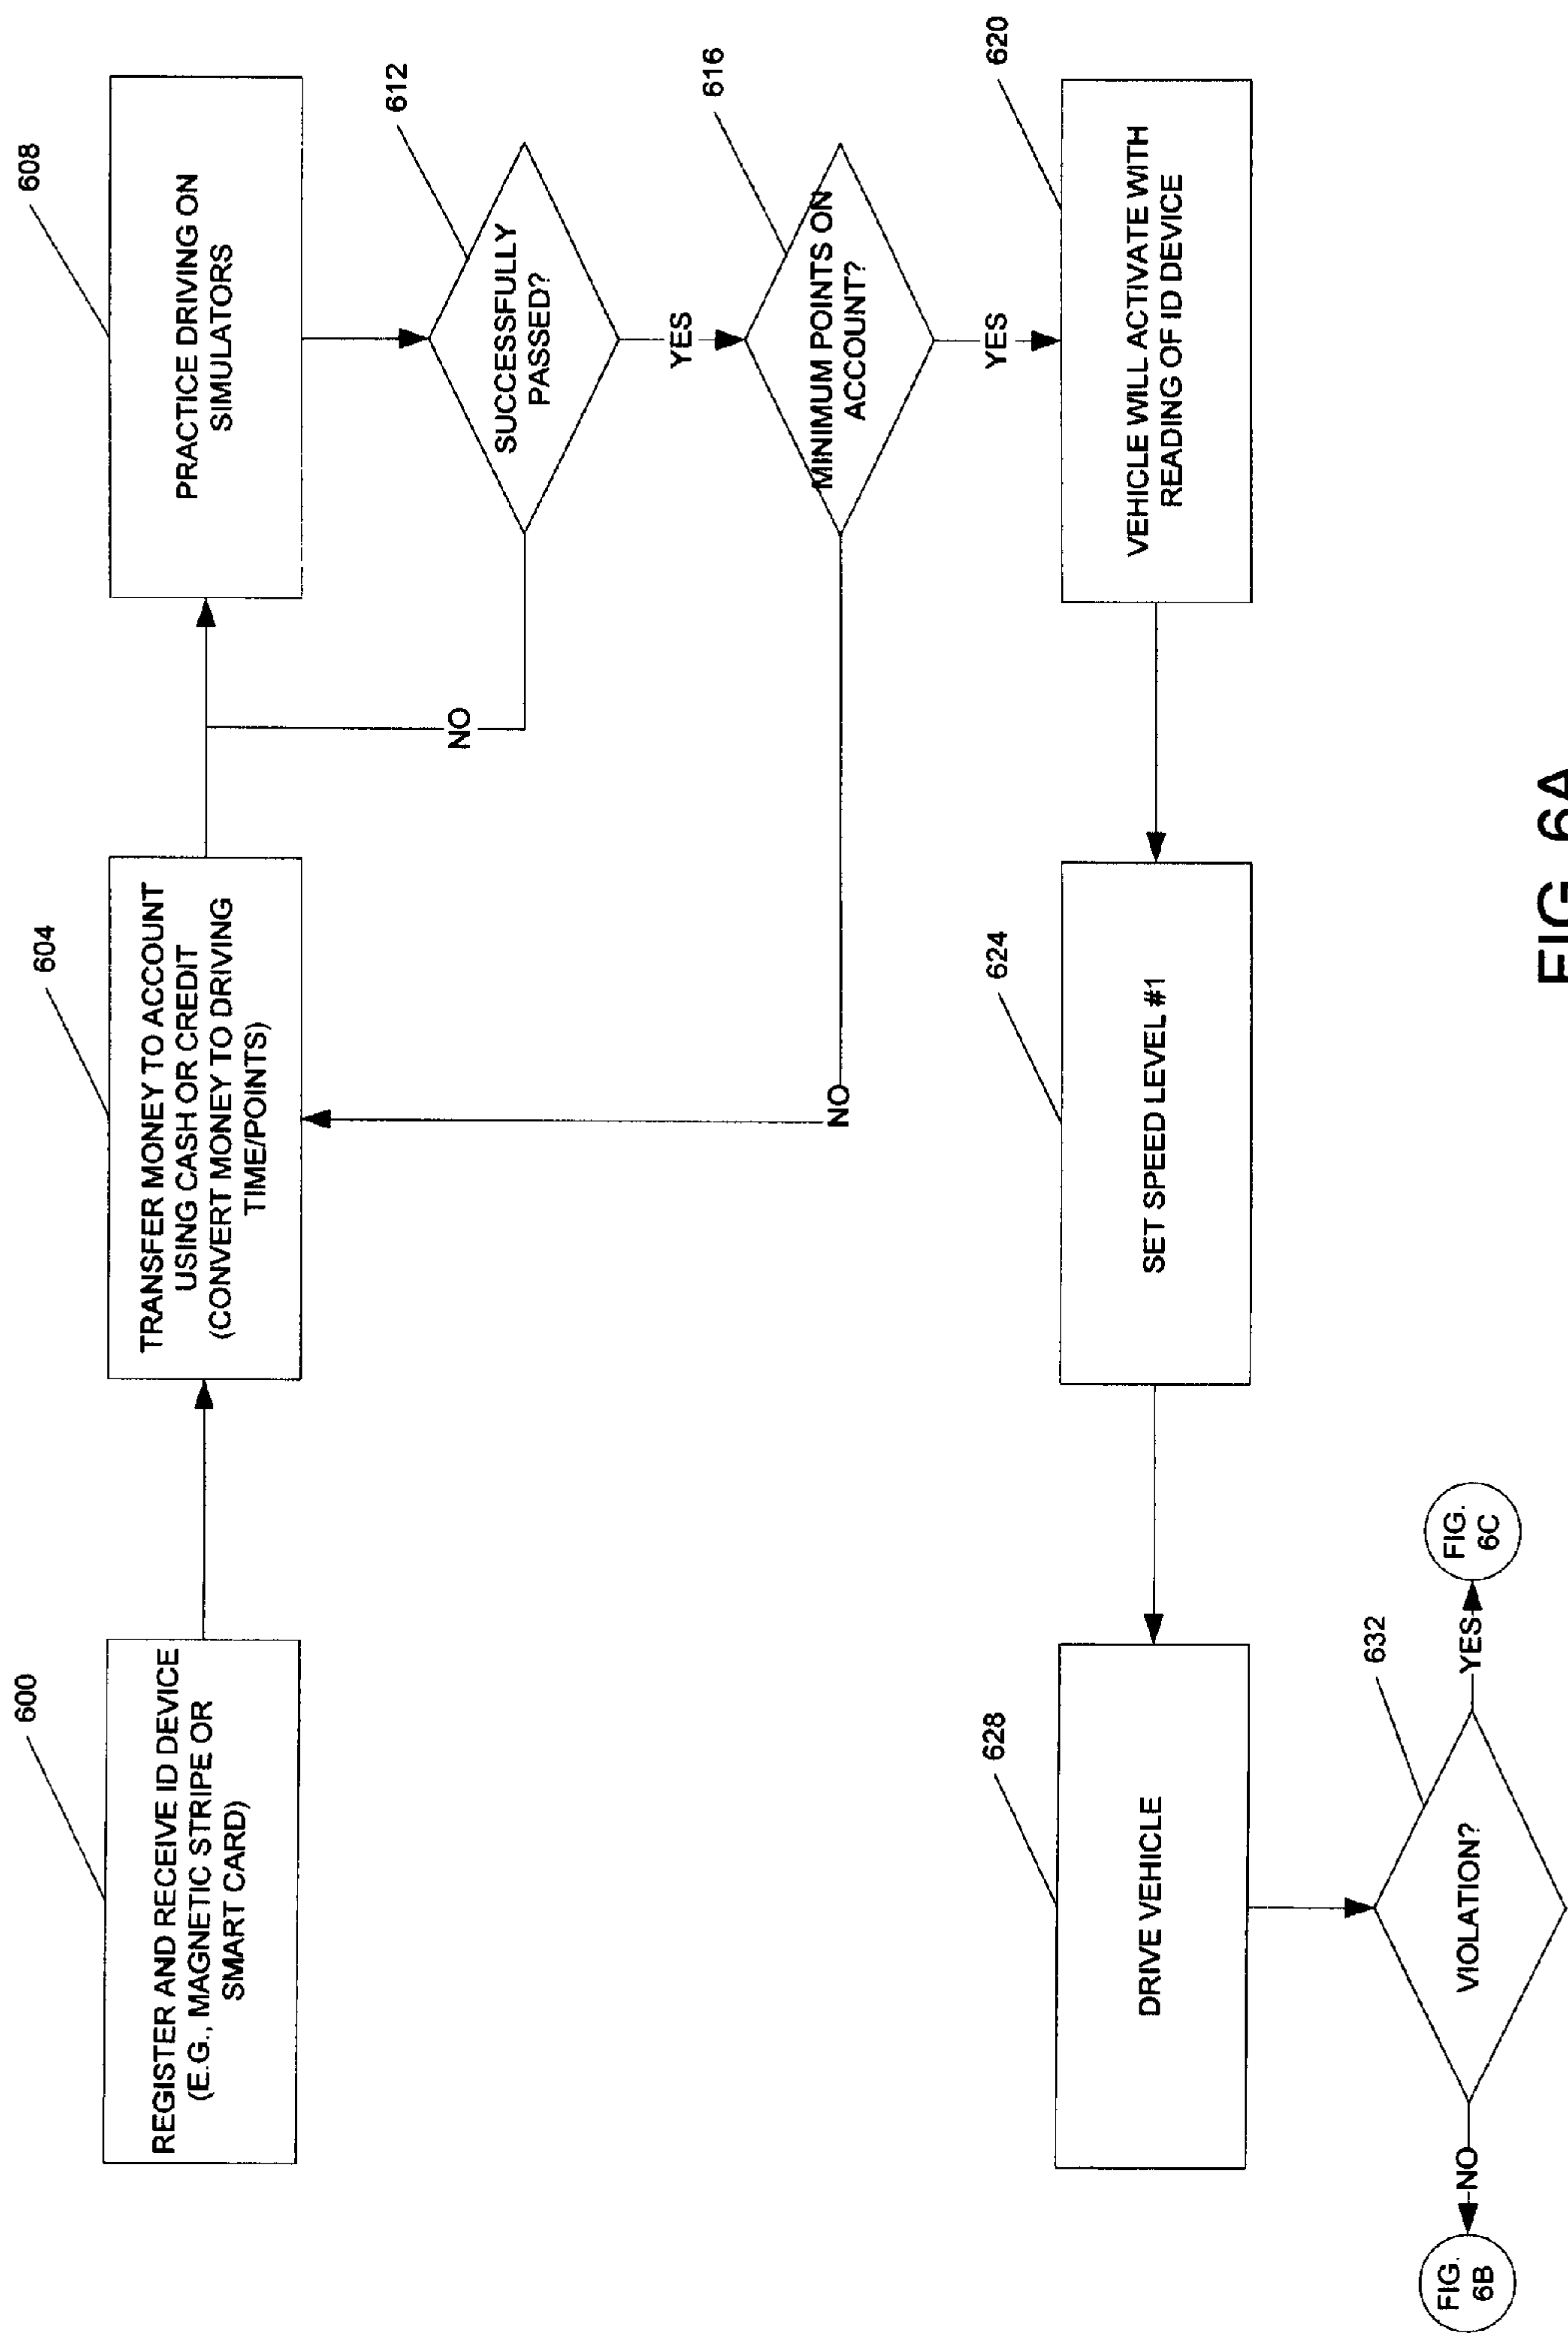 600
REGISTER AND RECEIVE ID DEVICE
(E.G., MAGNETIC STRIPE OR
SMART CARD)
604
TRANSFER MONEY TO ACCOUNT
USING CASH OR CREDIT
(CONVERT MONEY TO DRIVING
TIME/POINTS)
608
PRACTICE DRIVING ON
SIMULATORS
612
SUCCESSFULLY
PASSED?
NO
YES
616
MINIMUM POINTS ON
ACCOUNT?
NO
YES
620
VEHICLE WILL ACTIVATE WITH
READING OF ID DEVICE
624
SET SPEED LEVEL #1
628
DRIVE VEHICLE
632
VIOLATION?
NO
FIG.
6B
YES
FIG.
6C
FIG. 6A